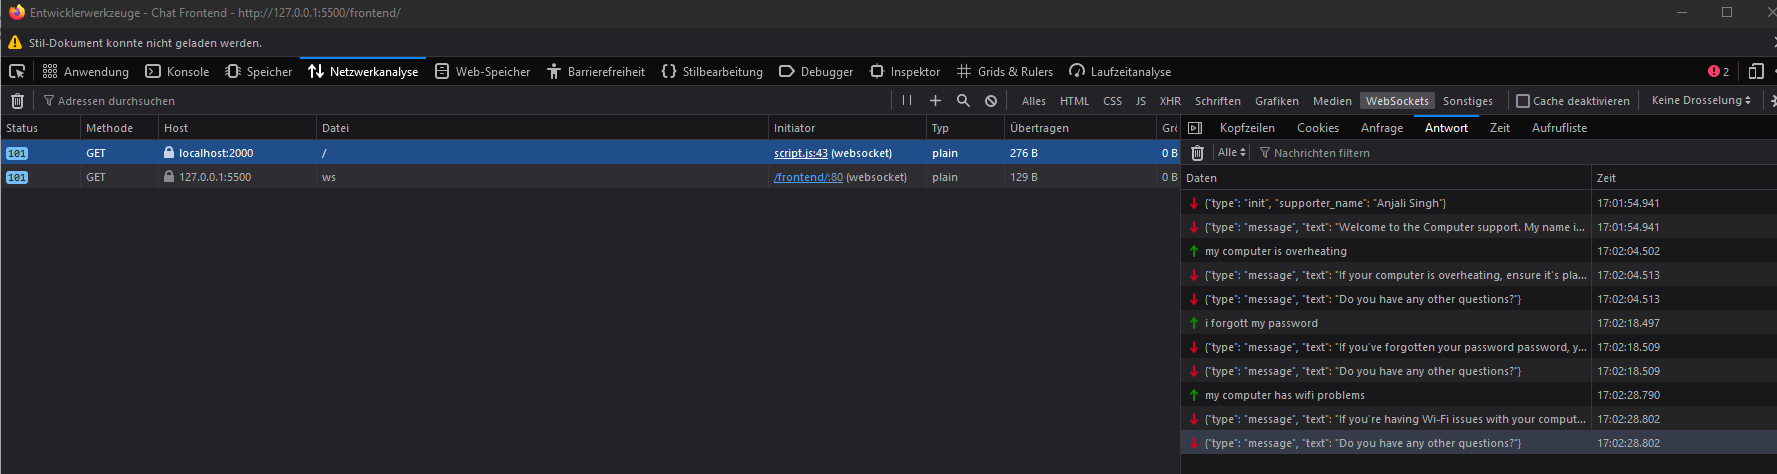 Entwicklerwerkzeuge - Chat Frontend - http://127.0.0.1:5500/frontend/
Stil-Dokument konnte nicht geladen werden.
Anwendung Konsole Speicher Netzwerkanalyse Web-Speicher Barrierefreiheit Stilbearbeitung Debugger Inspektor Grids & Rulers Laufzeitanalyse 2
Adressen durchsuchen Alles HTML CSS JS XHR Schriften Grafiken Medien WebSockets Sonstiges Cache deaktivieren Keine Drosselung
Status Methode Host Datei Initiator Typ Übertragen Grö
101 GET localhost:2000 / script.js:43 (websocket) plain 276 B 0 B
101 GET 127.0.0.1:5500 ws /frontend/:80 (websocket) plain 129 B 0 B
Kopfzeilen Cookies Anfrage Antwort Zeit Aufrufliste
Alle Nachrichten filtern
Daten Zeit
{"type": "init", "supporter_name": "Anjali Singh"} 17:01:54.941
{"type": "message", "text": "Welcome to the Computer support. My name i... 17:01:54.941
my computer is overheating 17:02:04.502
{"type": "message", "text": "If your computer is overheating, ensure it's pla... 17:02:04.513
{"type": "message", "text": "Do you have any other questions?"} 17:02:04.513
i forgott my password 17:02:18.497
{"type": "message", "text": "If you've forgotten your password password, y... 17:02:18.509
{"type": "message", "text": "Do you have any other questions?"} 17:02:18.509
my computer has wifi problems 17:02:28.790
{"type": "message", "text": "If you're having Wi-Fi issues with your comput... 17:02:28.802
{"type": "message", "text": "Do you have any other questions?"} 17:02:28.802